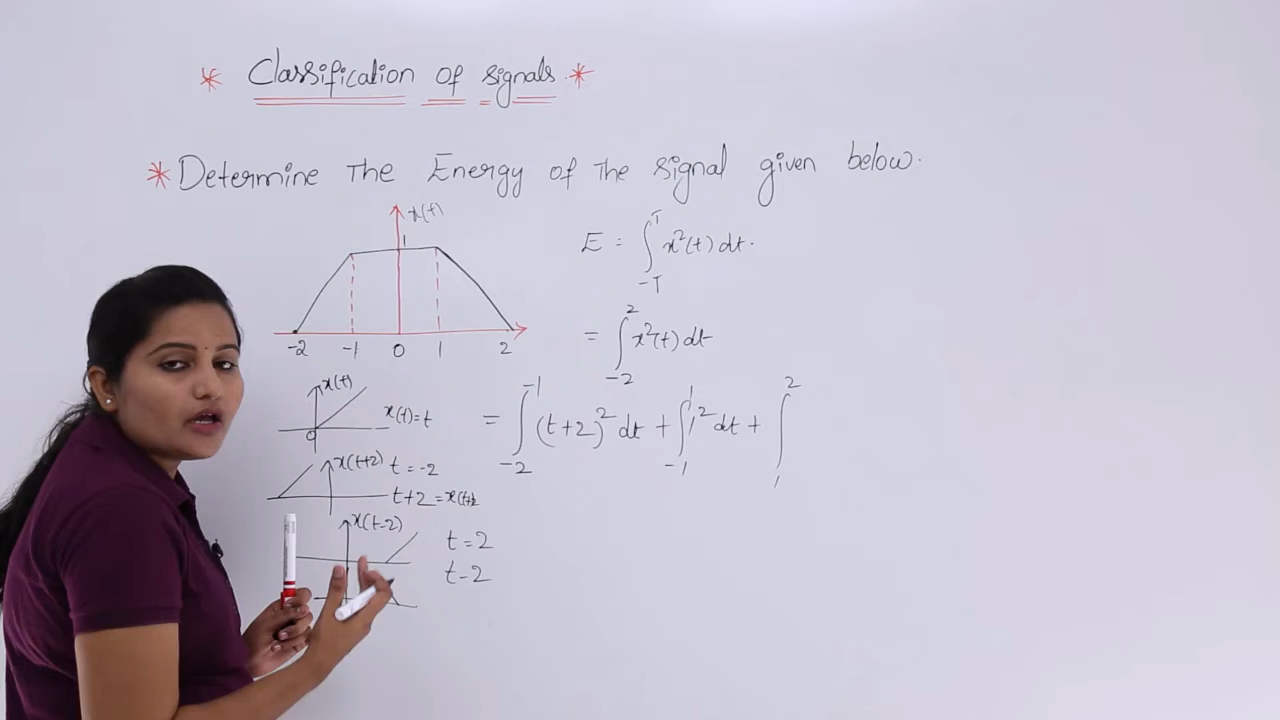 * Classification of signals. *
* Determine The Energy of The signal given below.
x(t)
1
-2 -1 0 1 2
E = ∫_{-T}^{T} x²(t) dt.
= ∫_{-2}^{2} x²(t) dt
= ∫_{-2}^{-1} (t+2)² dt + ∫_{-1}^{1} 1² dt + ∫_{1}^{2}
x(t)
0
x(t) = t
x(t+2) t = -2
t+2 = x(t+2
x(t-2)
t = 2
t-2